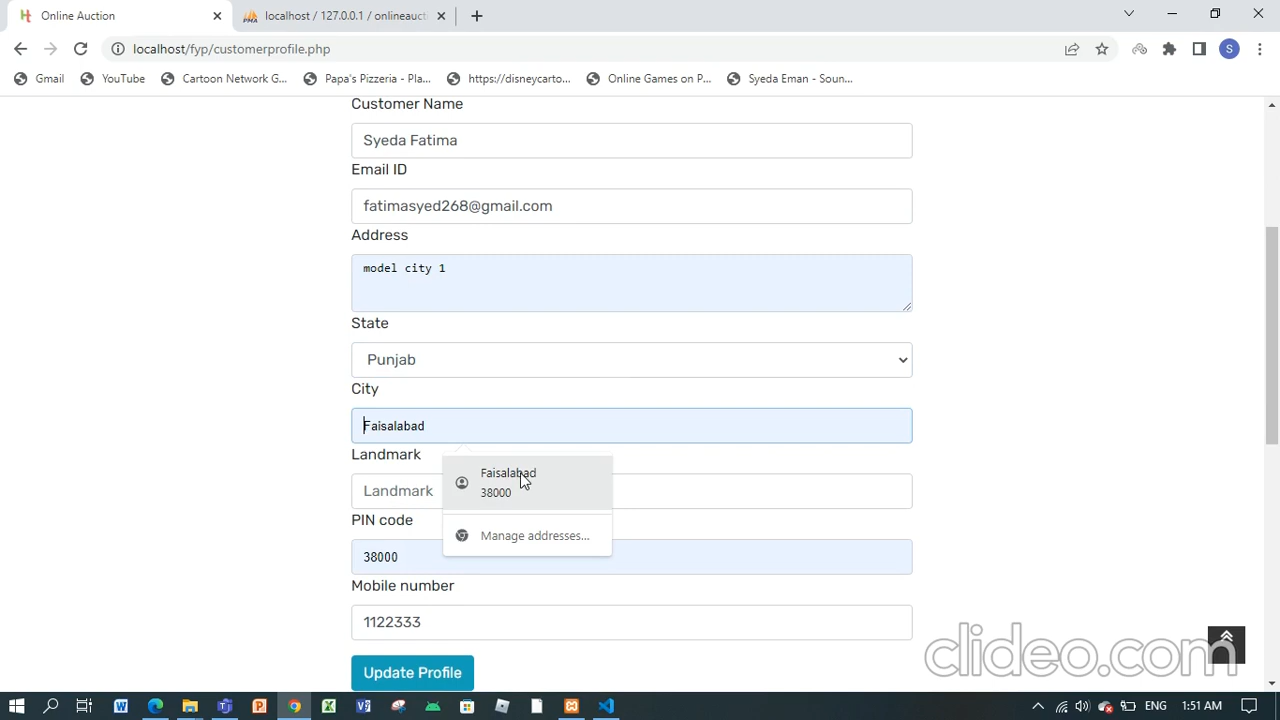 Online Auction
localhost / 127.0.0.1 / onlineaucti
localhost/fyp/customerprofile.php
S
Gmail
YouTube
Cartoon Network G...
Papa's Pizzeria - Pla...
https://disneycarto...
Online Games on P...
Syeda Eman - Soun...
Customer Name
Syeda Fatima
Email ID
fatimasyed268@gmail.com
Address
model city 1
State
Punjab
City
Faisalabad
Landmark
Faisalabad
38000
Landmark
PIN code
Manage addresses...
38000
Mobile number
1122333
Update Profile
clideo.com
ENG
1:51 AM